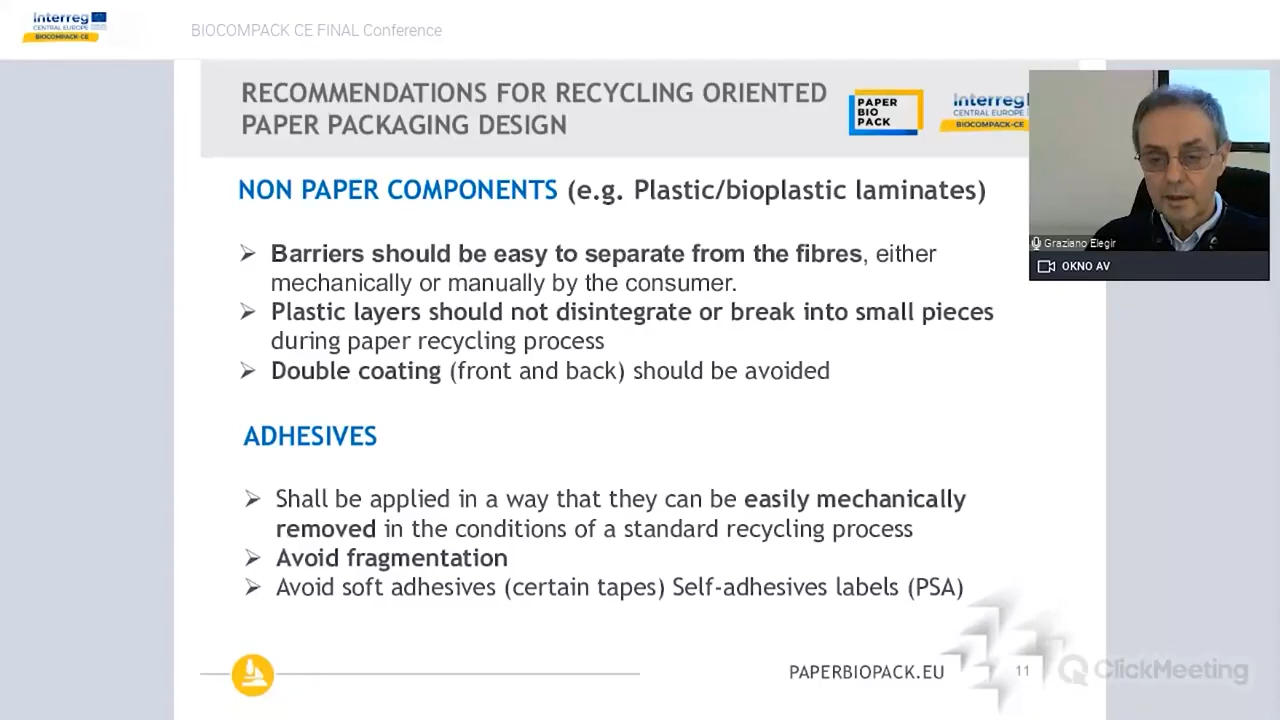 Interreg
CENTRAL EUROPE
BIOCOMPACK-CE
BIOCOMPACK CE FINAL Conference
RECOMMENDATIONS FOR RECYCLING ORIENTED
PAPER PACKAGING DESIGN
PAPER
BIO
PACK
Interreg
CENTRAL EUROPE
BIOCOMPACK-CE
Graziano Elegir
OKNO AV
NON PAPER COMPONENTS (e.g. Plastic/bioplastic laminates)
Barriers should be easy to separate from the fibres, either
mechanically or manually by the consumer.
Plastic layers should not disintegrate or break into small pieces
during paper recycling process
Double coating (front and back) should be avoided
ADHESIVES
Shall be applied in a way that they can be easily mechanically
removed in the conditions of a standard recycling process
Avoid fragmentation
Avoid soft adhesives (certain tapes) Self-adhesives labels (PSA)
PAPERBIOPACK.EU
11
ClickMeeting